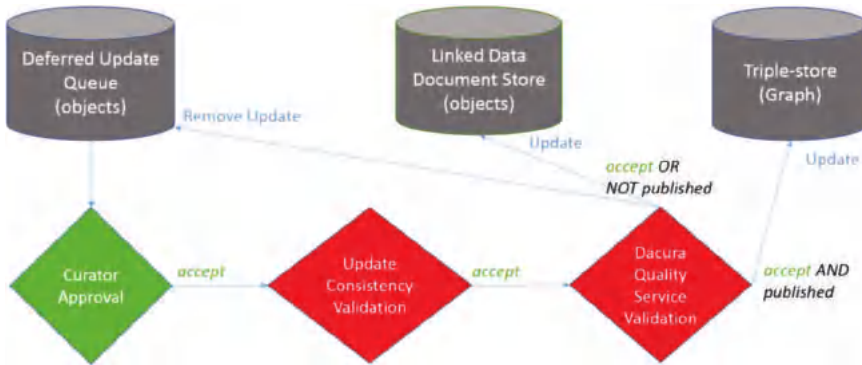 Deferred Update
Queue
(objects)
Linked Data
Document Store
(objects)
Triple-store
(Graph)
Remove Update
Update
Update
accept OR
NOT published
Curator
Approval
accept
Update
Consistency
Validation
accept
Dacura
Quality
Service
Validation
accept AND
published